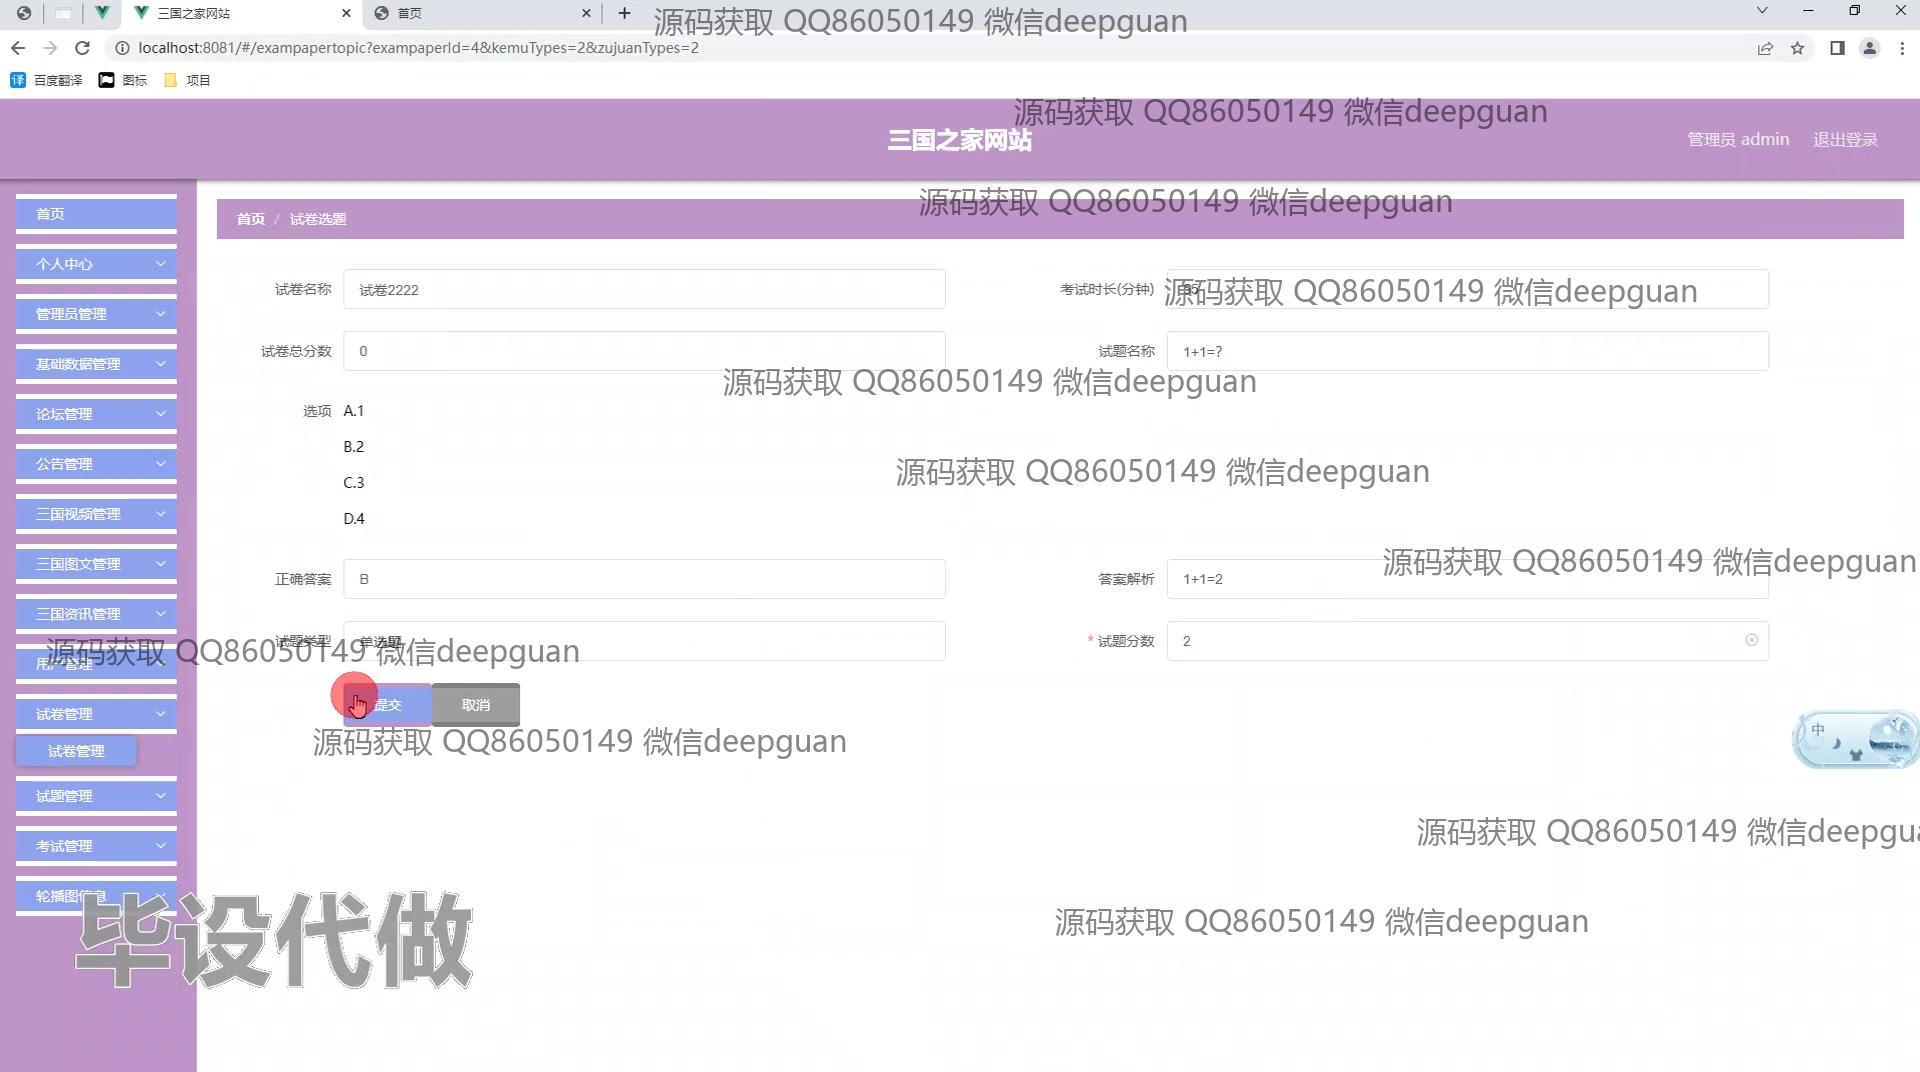 三国之家网站
首页
源码获取 QQ86050149 微信deepguan
localhost:8081/#/exampapertopic?exampaperId=4&kemuTypes=2&zujuanTypes=2
百度翻译
图标
项目
源码获取 QQ86050149 微信deepguan
三国之家网站
管理员 admin
退出登录
源码获取 QQ86050149 微信deepguan
首页
个人中心
管理员管理
基础数据管理
论坛管理
公告管理
三国视频管理
三国图文管理
三国资讯管理
用户管理
试卷管理
试卷管理
试题管理
考试管理
轮播图信息
首页 / 试卷选题
试卷名称 试卷2222
考试时长(分钟)
源码获取 QQ86050149 微信deepguan
试卷总分数 0
试题名称 1+1=?
源码获取 QQ86050149 微信deepguan
选项 A.1
B.2
C.3
D.4
源码获取 QQ86050149 微信deepguan
正确答案 B
答案解析 1+1=2
源码获取 QQ86050149 微信deepguan
试题类型 单选题
* 试题分数 2
源码获取 QQ86050149 微信deepguan
提交
取消
源码获取 QQ86050149 微信deepguan
中
源码获取 QQ86050149 微信deepgua
源码获取 QQ86050149 微信deepguan
毕设代做